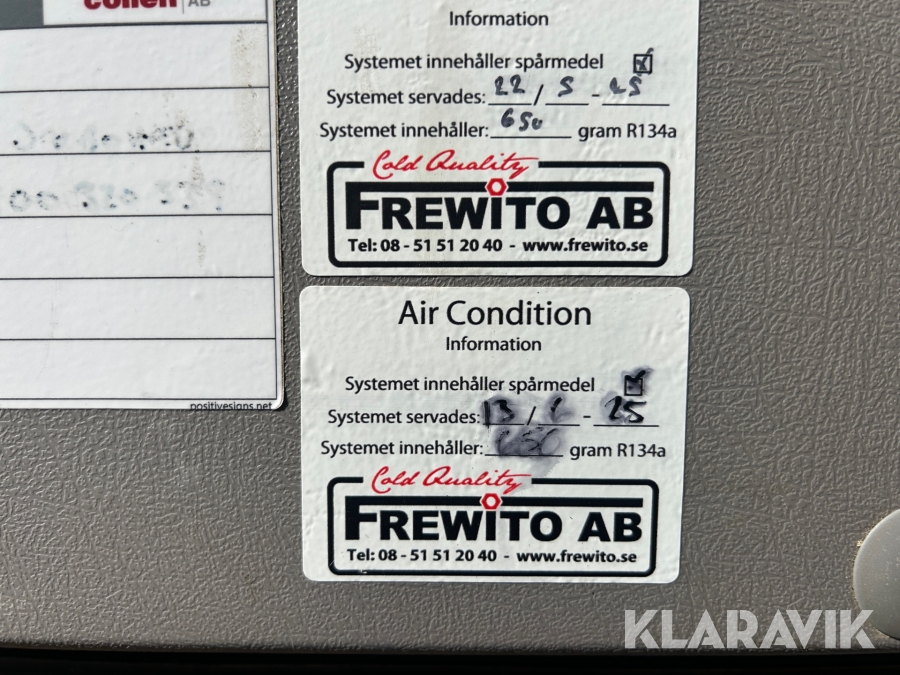 AB
positivesigns.net
Information
Systemet innehåller spårmedel
Systemet servades: 22 / 5 - 25
Systemet innehåller: 650 gram R134a
Cold Quality
FREWITO AB
Tel: 08 - 51 51 20 40 - www.frewito.se
Air Condition
Information
Systemet innehåller spårmedel
Systemet servades: 13 / - 25
Systemet innehåller: 650 gram R134a
Cold Quality
FREWITO AB
Tel: 08 - 51 51 20 40 - www.frewito.se
KLARAVIK